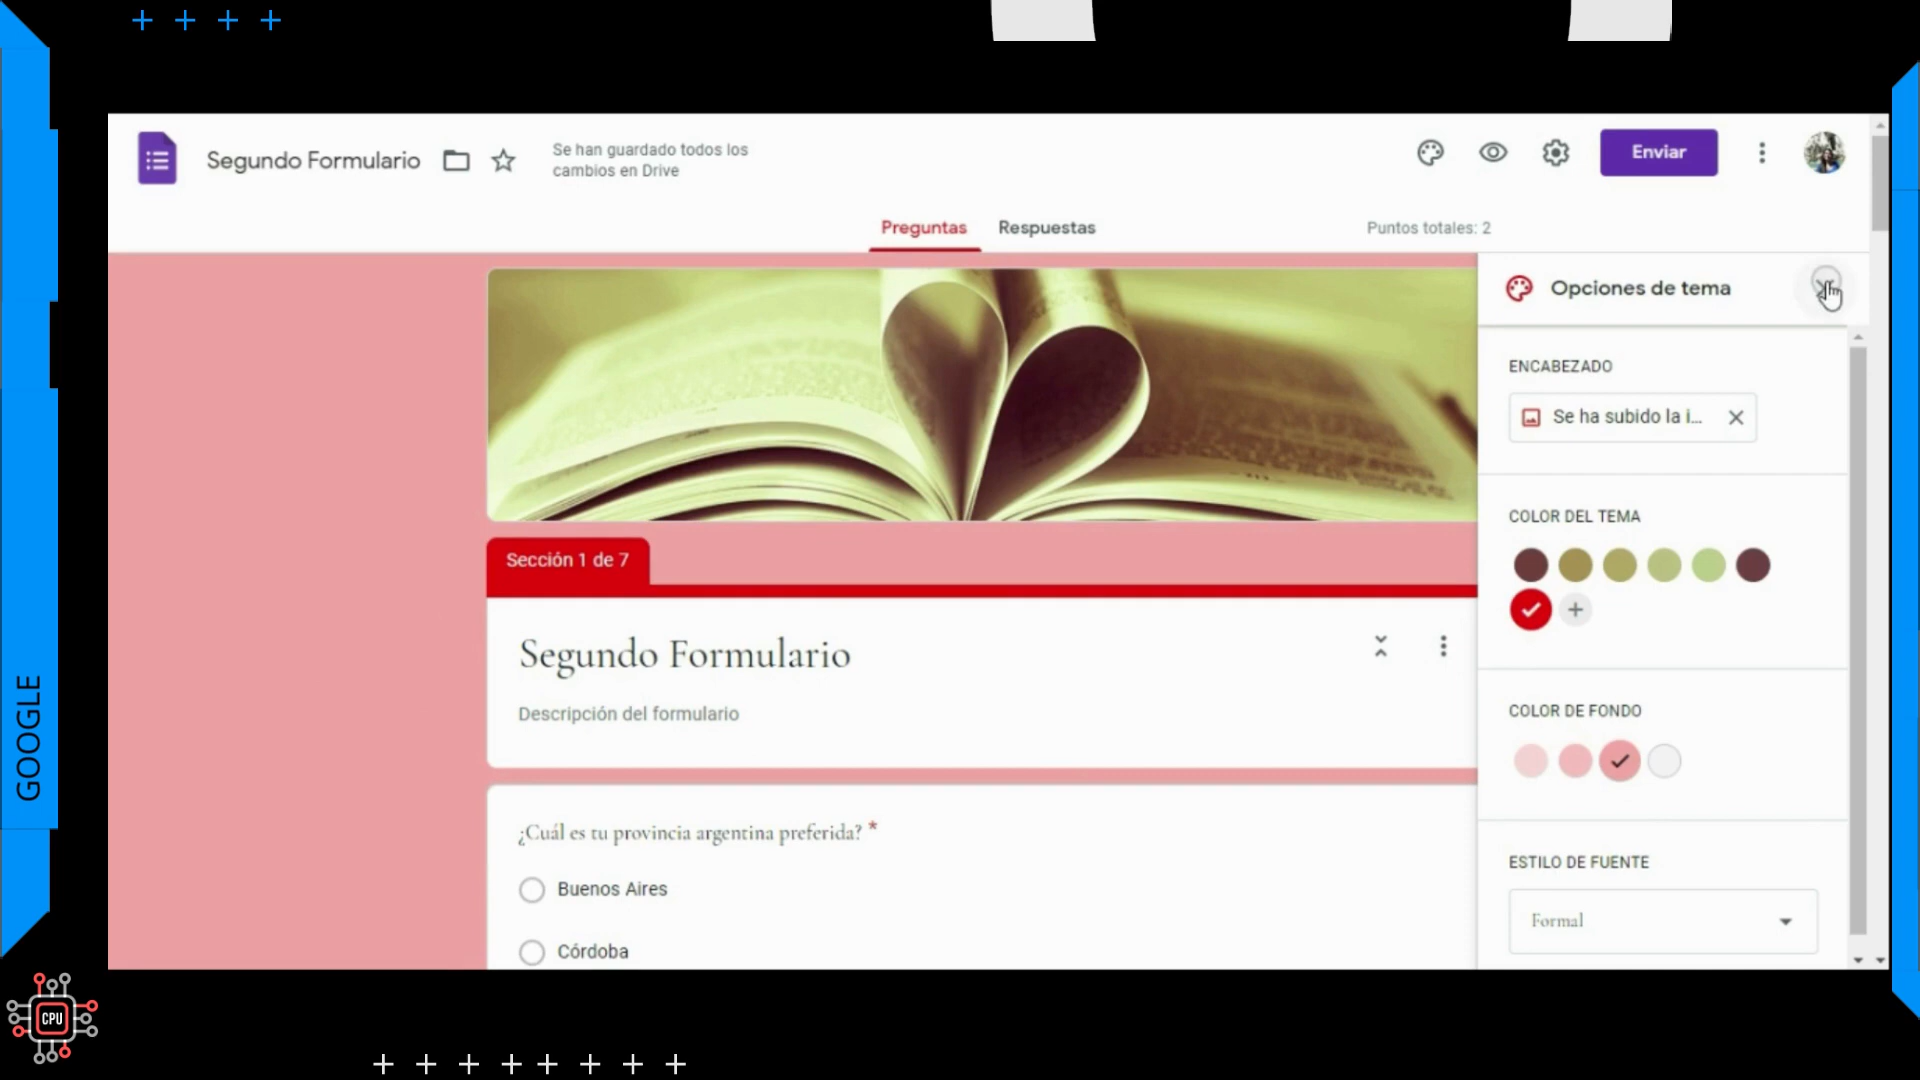 Segundo Formulario
Se han guardado todos los
cambios en Drive
Enviar
Preguntas
Respuestas
Puntos totales: 2
Opciones de tema
ENCABEZADO
Se ha subido la i...
COLOR DEL TEMA
Sección 1 de 7
Segundo Formulario
Descripción del formulario
COLOR DE FONDO
¿Cuál es tu provincia argentina preferida? *
Buenos Aires
Córdoba
ESTILO DE FUENTE
Formal
GOOGLE
CPU